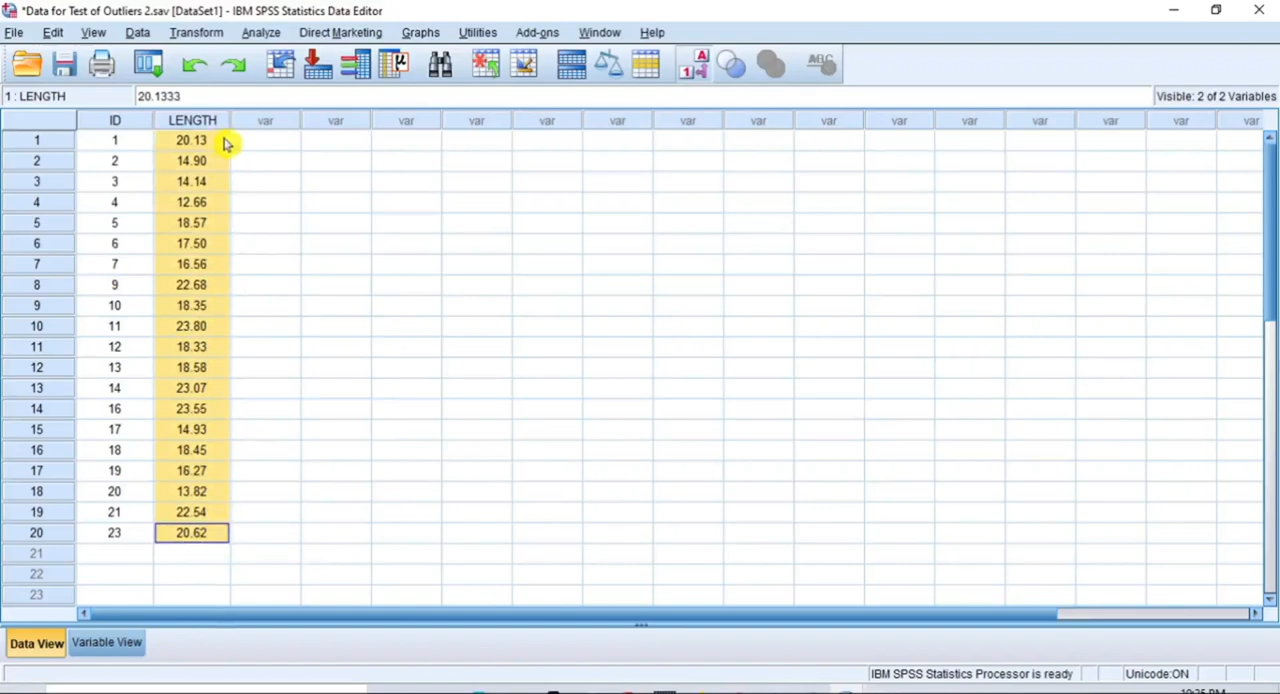 *Data for Test of Outliers 2.sav [DataSet1] - IBM SPSS Statistics Data Editor
File Edit View Data Transform Analyze Direct Marketing Graphs Utilities Add-ons Window Help
1 : LENGTH 20.1333 Visible: 2 of 2 Variables
ID LENGTH var var var var var var var var var var var var var var var
1 1 20.13
2 2 14.90
3 3 14.14
4 4 12.66
5 5 18.57
6 6 17.50
7 7 16.56
8 9 22.68
9 10 18.35
10 11 23.80
11 12 18.33
12 13 18.58
13 14 23.07
14 16 23.55
15 17 14.93
16 18 18.45
17 19 16.27
18 20 13.82
19 21 22.54
20 23 20.62
21
22
23
Data View Variable View
IBM SPSS Statistics Processor is ready Unicode:ON
10:25 PM